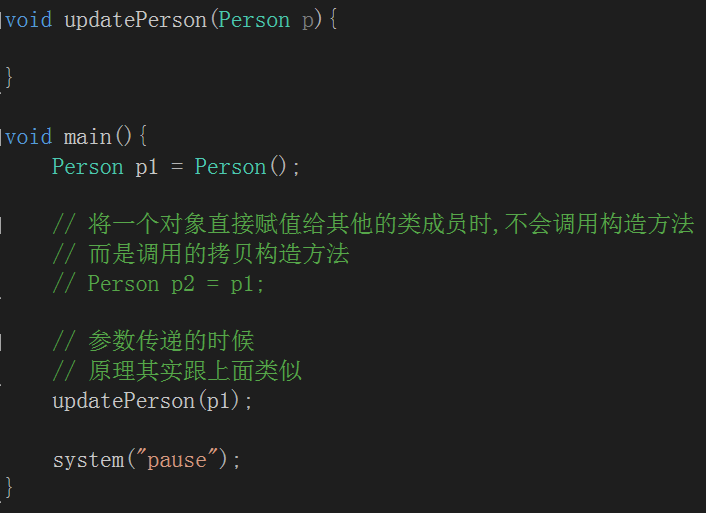 void updatePerson(Person p){
}
void main(){
Person p1 = Person();
// 将一个对象直接赋值给其他的类成员时,不会调用构造方法
// 而是调用的拷贝构造方法
// Person p2 = p1;
// 参数传递的时候
// 原理其实跟上面类似
updatePerson(p1);
system("pause");
}